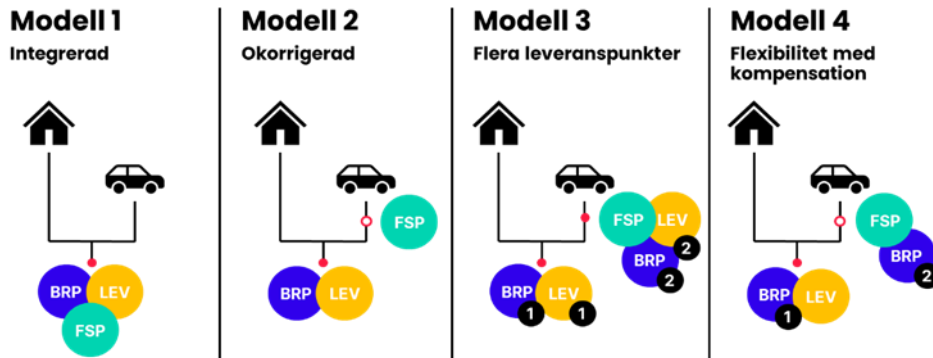 Modell 1
Integrerad
BRP
LEV
FSP
Modell 2
Okorrigerad
FSP
BRP
LEV
Modell 3
Flera leveranspunkter
FSP
LEV
2
BRP
2
BRP
LEV
1
1
Modell 4
Flexibilitet med
kompensation
FSP
BRP
2
BRP
LEV
1